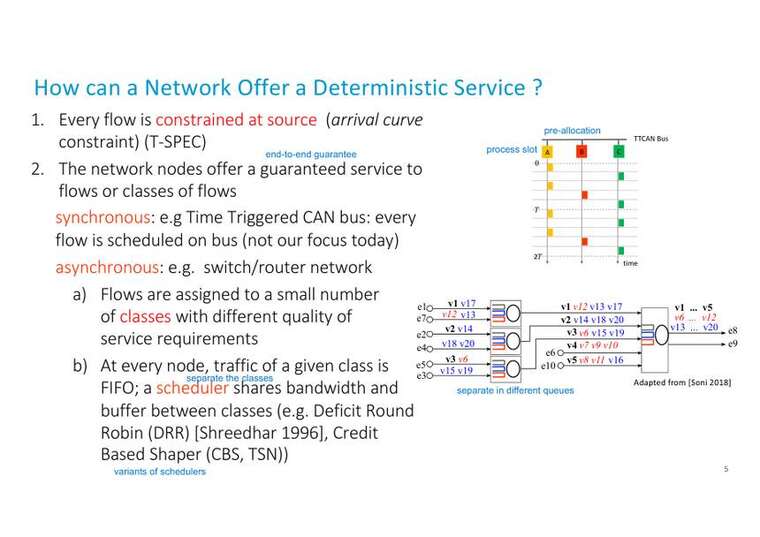 How can a Network Offer a Deterministic Service ?
1. Every flow is constrained at source (arrival curve
constraint) (T-SPEC)
end-to-end guarantee
2. The network nodes offer a guaranteed service to
flows or classes of flows
synchronous: e.g Time Triggered CAN bus: every
flow is scheduled on bus (not our focus today)
asynchronous: e.g. switch/router network
a) Flows are assigned to a small number
of classes with different quality of
service requirements
b) At every node, traffic of a given class is
separate the classes
FIFO; a scheduler shares bandwidth and
buffer between classes (e.g. Deficit Round
Robin (DRR) [Shreedhar 1996], Credit
Based Shaper (CBS, TSN))
variants of schedulers
pre-allocation
TTCAN Bus
process slot
A B C
0
T
2T
time
e1 v1 v17
e7 v12 v13
e2 v2 v14
e4 v18 v20
e5 v3 v6
e3 v15 v19
v1 v12 v13 v17
v2 v14 v18 v20
v3 v6 v15 v19
v4 v7 v9 v10
e6
v5 v8 v11 v16
e10
v1 ... v5
v6 ... v12
v13 ... v20
e8
e9
separate in different queues
Adapted from [Soni 2018]
5